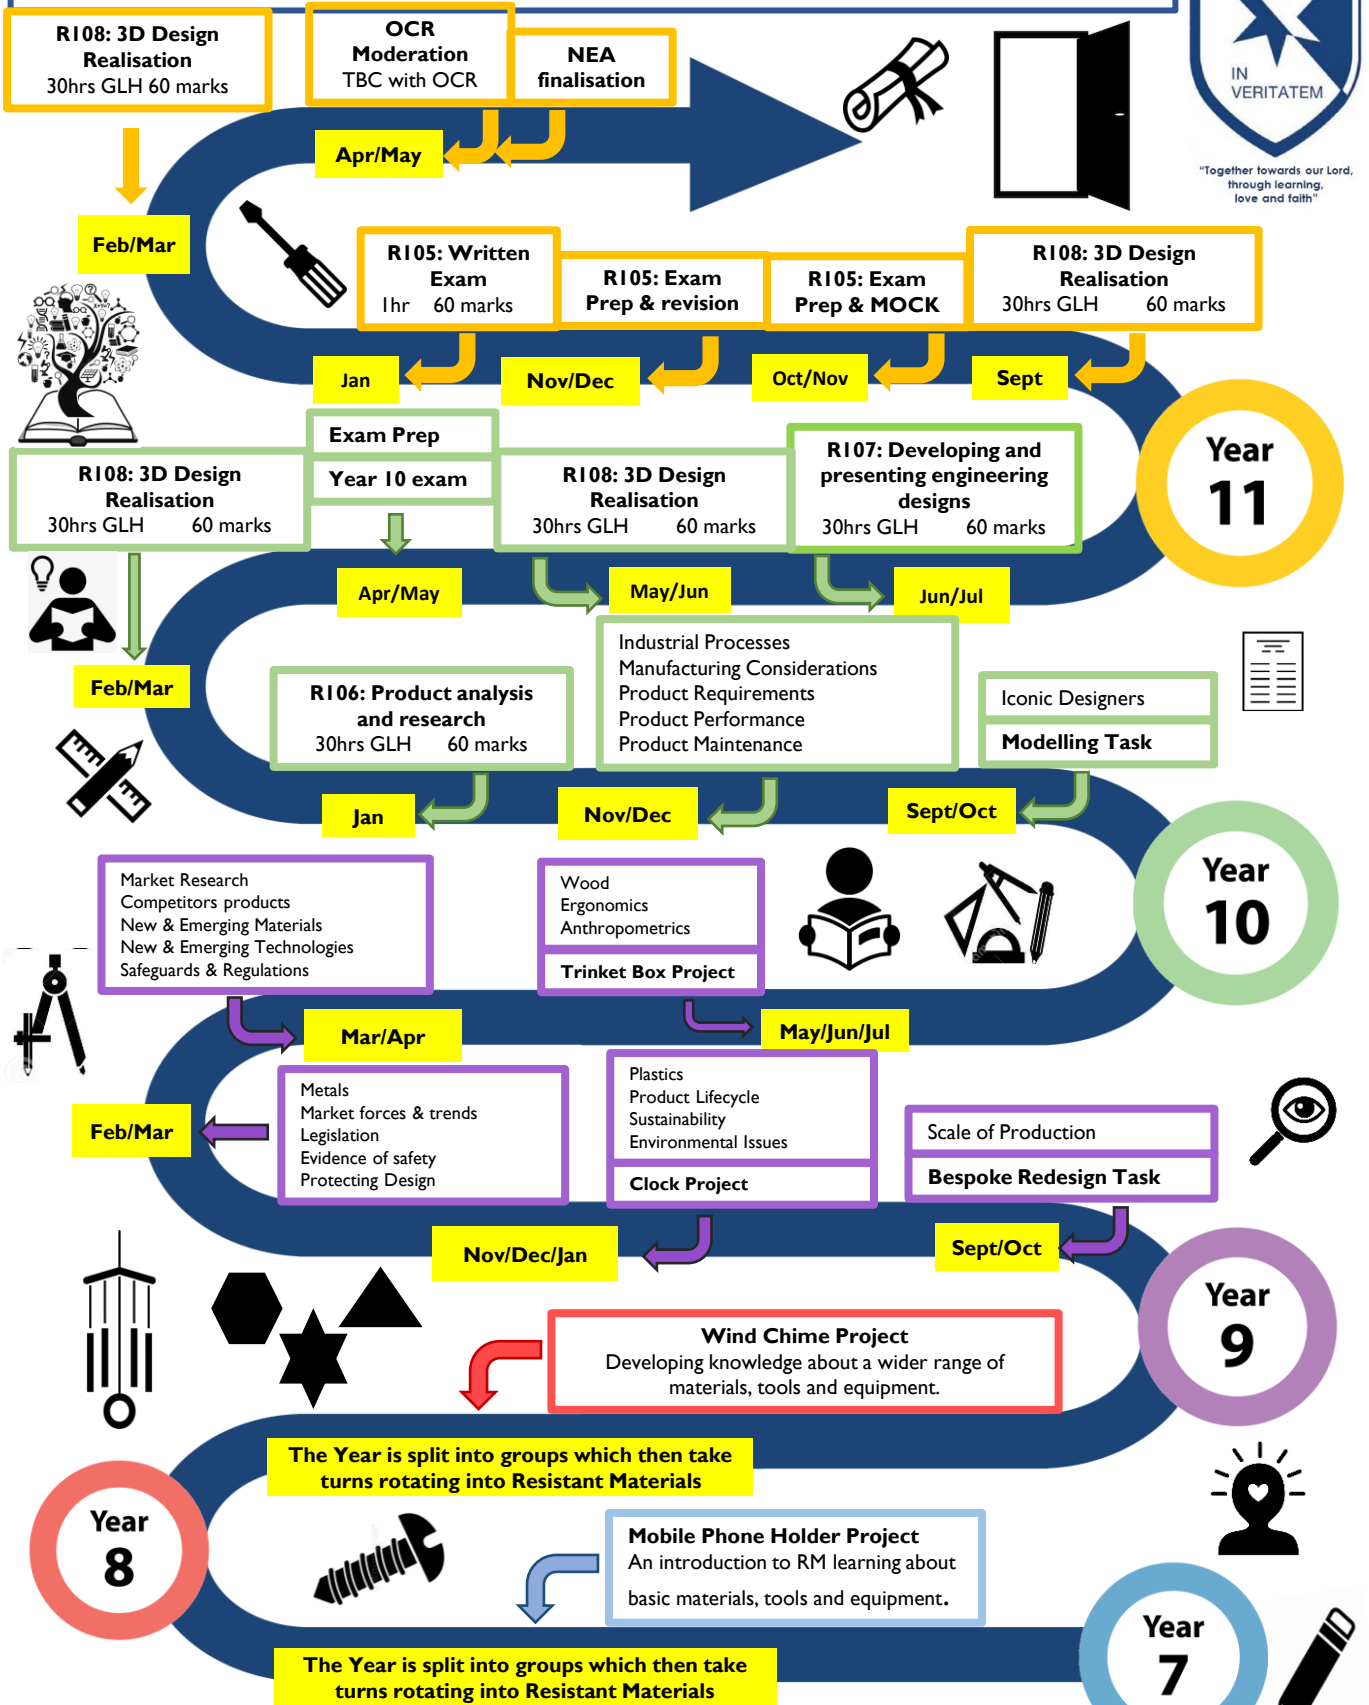 R108: 3D Design
Realisation
30hrs GLH 60 marks
OCR
Moderation
TBC with OCR
NEA
finalisation
IN
VERITATEM
"Together towards our Lord,
through learning,
love and faith"
Apr/May
Feb/Mar
R105: Written
Exam
1hr 60 marks
R105: Exam
Prep & revision
R105: Exam
Prep & MOCK
R108: 3D Design
Realisation
30hrs GLH 60 marks
Jan
Nov/Dec
Oct/Nov
Sept
Year
11
R108: 3D Design
Realisation
30hrs GLH 60 marks
Exam Prep
Year 10 exam
R108: 3D Design
Realisation
30hrs GLH 60 marks
R107: Developing and
presenting engineering
designs
30hrs GLH 60 marks
Apr/May
May/Jun
Jun/Jul
Feb/Mar
R106: Product analysis
and research
30hrs GLH 60 marks
Industrial Processes
Manufacturing Considerations
Product Requirements
Product Performance
Product Maintenance
Iconic Designers
Modelling Task
Jan
Nov/Dec
Sept/Oct
Year
10
Market Research
Competitors products
New & Emerging Materials
New & Emerging Technologies
Safeguards & Regulations
Wood
Ergonomics
Anthropometrics
Trinket Box Project
Mar/Apr
May/Jun/Jul
Feb/Mar
Metals
Market forces & trends
Legislation
Evidence of safety
Protecting Design
Plastics
Product Lifecycle
Sustainability
Environmental Issues
Clock Project
Scale of Production
Bespoke Redesign Task
Nov/Dec/Jan
Sept/Oct
Year
9
Wind Chime Project
Developing knowledge about a wider range of
materials, tools and equipment.
The Year is split into groups which then take
turns rotating into Resistant Materials
Year
8
Mobile Phone Holder Project
An introduction to RM learning about
basic materials, tools and equipment.
The Year is split into groups which then take
turns rotating into Resistant Materials
Year
7